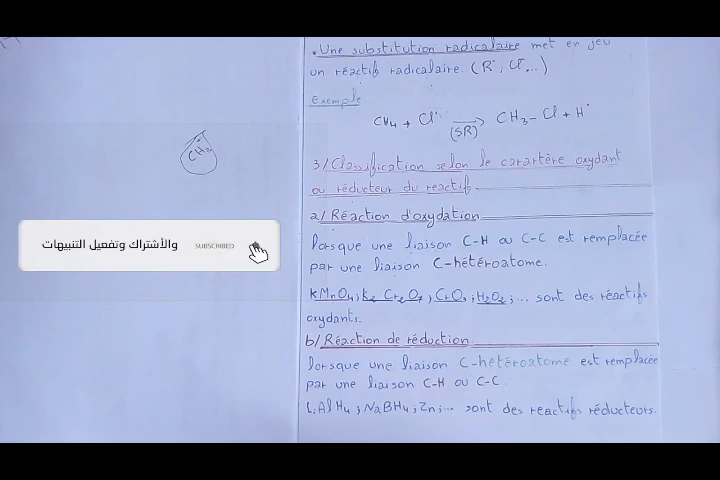 • Une substitution radicalaire met en jeu
un réactif radicalaire. (R•, Cl•...)
Exemple
CH4 + Cl• → CH3 - Cl + H•
(SR)
CH3
3/ Classification selon le cartère oxydant
ou réducteur du réactif.
a/ Réaction d'oxydation
والأشتراك وتفعيل التنبيهات SUBSCRIBED
lorsque une liaison C-H ou C-C est remplacée
par une liaison C-hétéroatome.
KMnO4 ; K2 Cr2 O7 ; CrO3 ; H2O2 ; ... sont des réactifs
oxydants.
b/ Réaction de réduction
lorsque une liaison C-hétéroatome est remplacée
par une liaison C-H ou C-C.
LiAlH4 ; NaBH4 ; Zn ; ... sont des reactifs réducteurs.